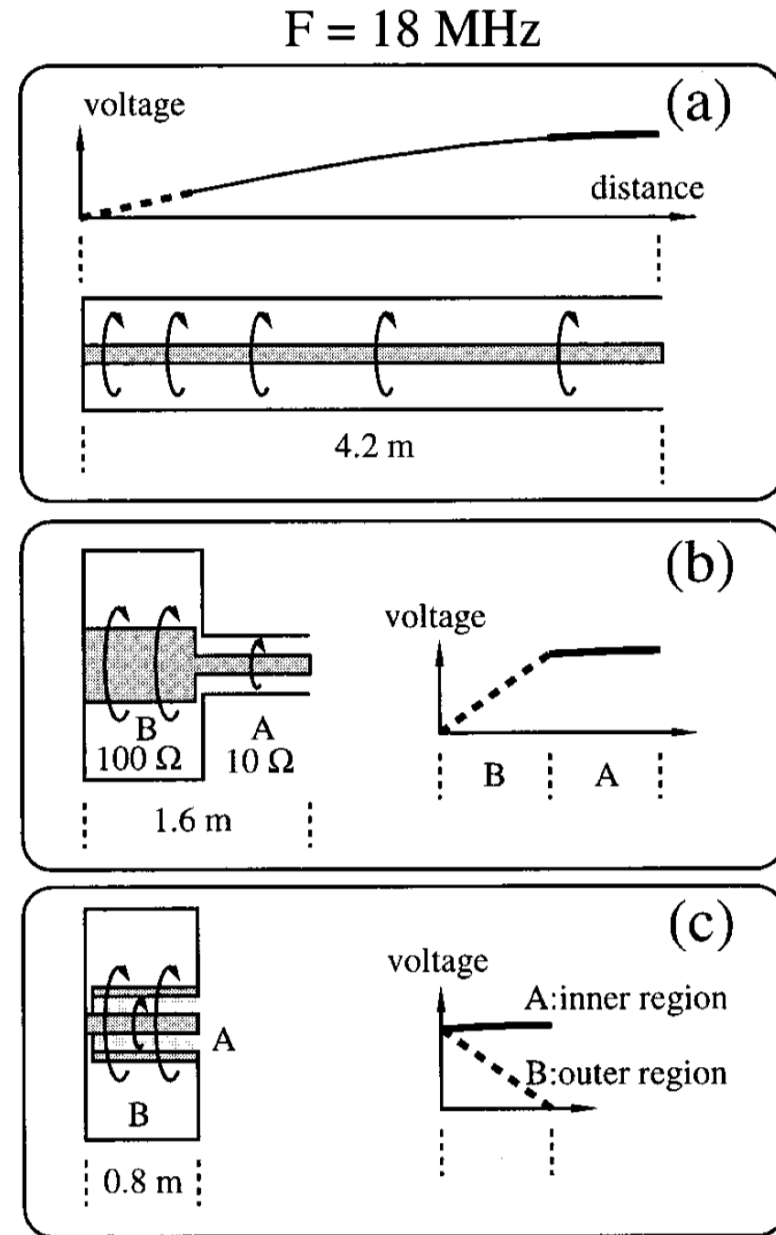 F = 18 MHz
(a)
voltage
distance
4.2 m
(b)
voltage
B
100 Ω
A
10 Ω
B
A
1.6 m
(c)
voltage
A:inner region
A
B:outer region
B
0.8 m